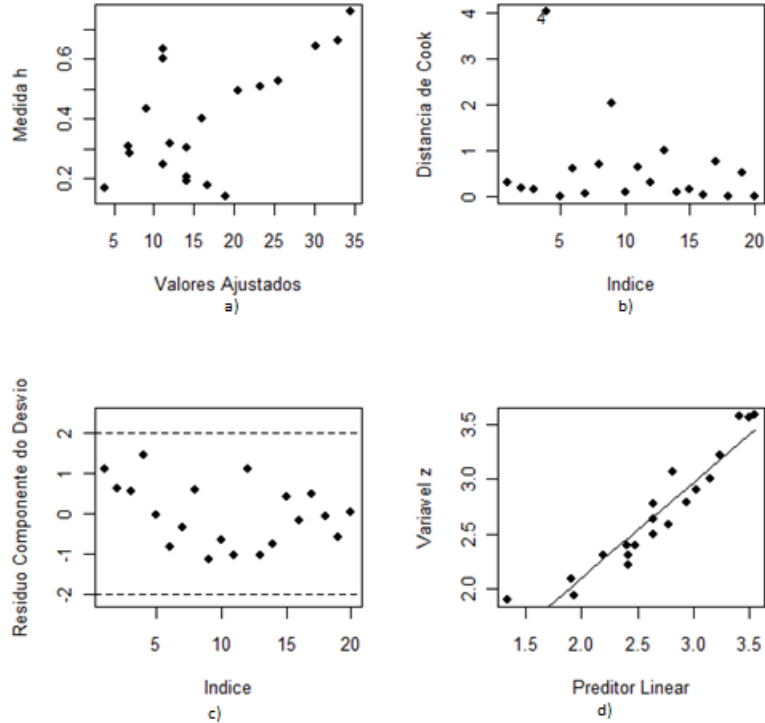 Medida h
0.2 0.4 0.6
5 10 15 20 25 30 35
Valores Ajustados
a)
Distancia de Cook
0 1 2 3 4
4
5 10 15 20
Indice
b)
Residuo Componente do Desvio
-2 -1 0 1 2
5 10 15 20
Indice
c)
Variavel z
2.0 2.5 3.0 3.5
1.5 2.0 2.5 3.0 3.5
Preditor Linear
d)